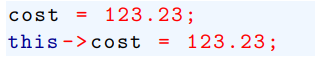 cost = 123.23;
this->cost = 123.23;